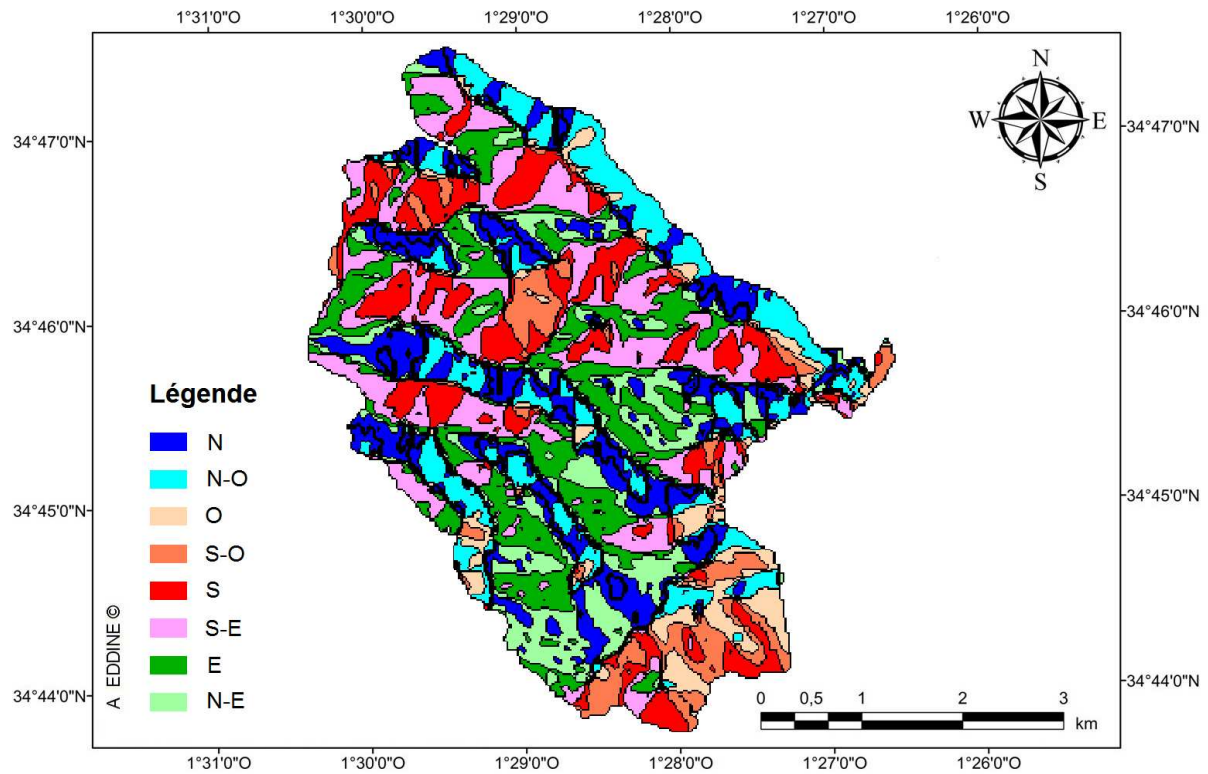 1°31'0"O 1°30'0"O 1°29'0"O 1°28'0"O 1°27'0"O 1°26'0"O
N
W E
S
34°47'0"N 34°47'0"N
34°46'0"N 34°46'0"N
Légende
N
N-O
O
S-O
S
S-E
E
N-E
34°45'0"N 34°45'0"N
A EDDINE ©
34°44'0"N 34°44'0"N
0 0,5 1 2 3
km
1°31'0"O 1°30'0"O 1°29'0"O 1°28'0"O 1°27'0"O 1°26'0"O